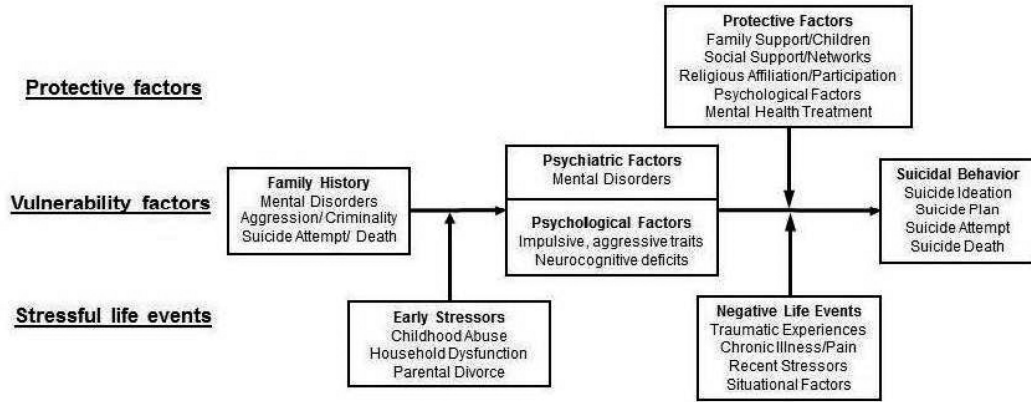 Protective Factors
Family Support/Children
Social Support/Networks
Religious Affiliation/Participation
Psychological Factors
Mental Health Treatment
Protective factors
Vulnerability factors
Family History
Mental Disorders
Aggression/ Criminality
Suicide Attempt/ Death
Psychiatric Factors
Mental Disorders
Psychological Factors
Impulsive, aggressive traits
Neurocognitive deficits
Suicidal Behavior
Suicide Ideation
Suicide Plan
Suicide Attempt
Suicide Death
Stressful life events
Early Stressors
Childhood Abuse
Household Dysfunction
Parental Divorce
Negative Life Events
Traumatic Experiences
Chronic Illness/Pain
Recent Stressors
Situational Factors